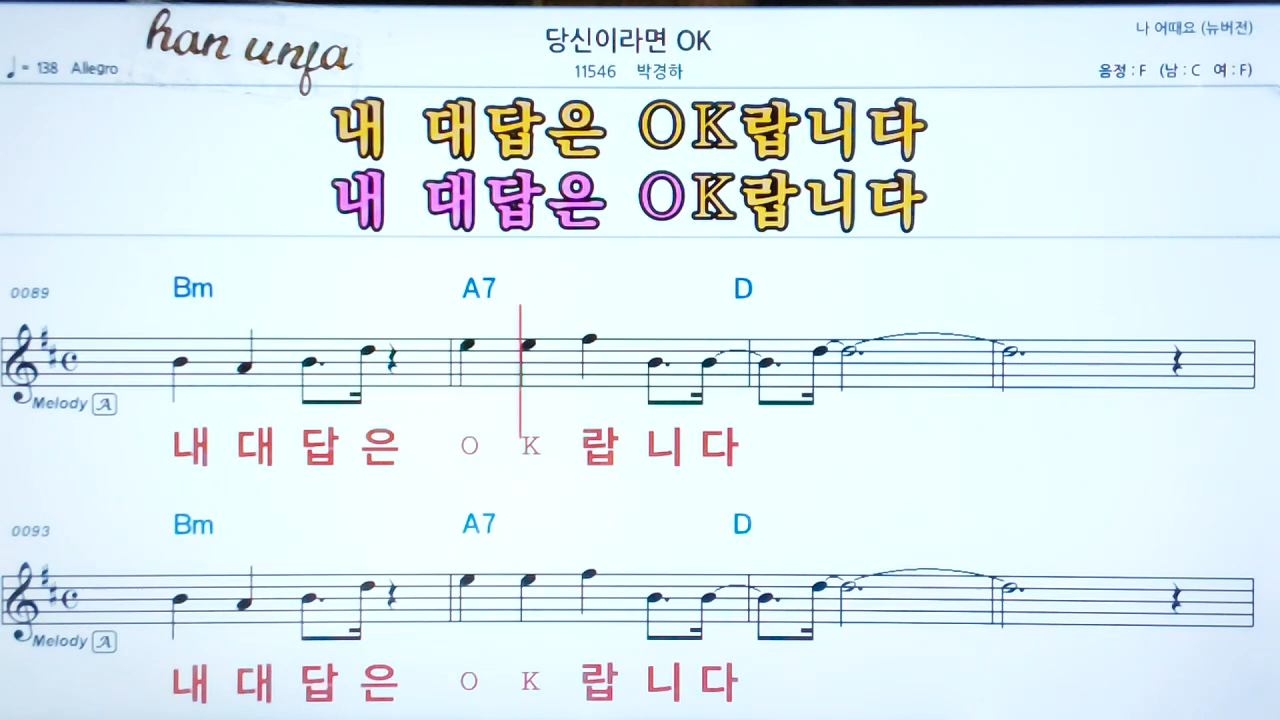 han unja
당신이라면 OK
나 어때요 (뉴버전)
♩= 138 Allegro
11546 박경하
음정 : F (남 : C 여 : F)
내 대답은 OK랍니다
내 대답은 OK랍니다
0089 Bm A7 D
Melody A
내 대 답 은 O K 랍 니 다
0093 Bm A7 D
Melody A
내 대 답 은 O K 랍 니 다